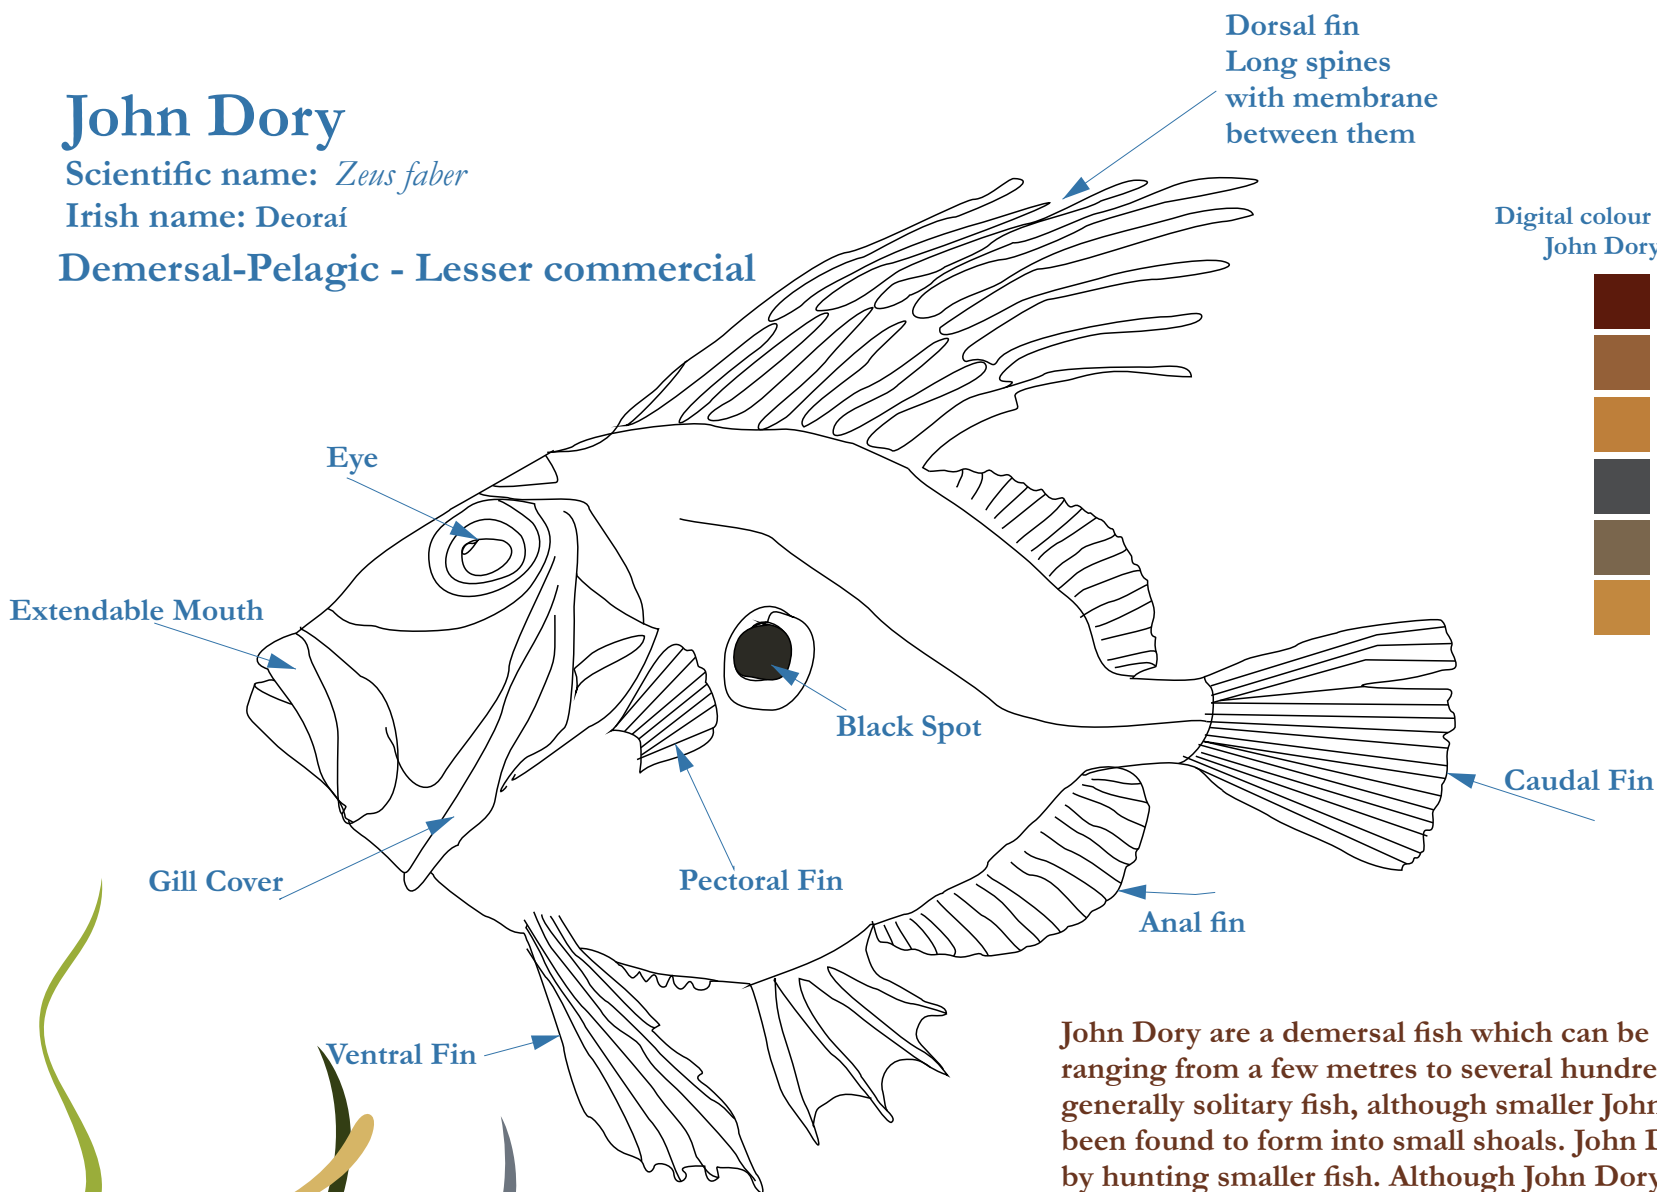 John Dory
Scientific name: Zeus faber
Irish name: Deoraí
Demersal-Pelagic - Lesser commercial
Dorsal fin
Long spines
with membrane
between them
Digital colour
John Dory
Eye
Extendable Mouth
Black Spot
Caudal Fin
Gill Cover
Pectoral Fin
Anal fin
Ventral Fin
John Dory are a demersal fish which can be
ranging from a few metres to several hundre
generally solitary fish, although smaller John
been found to form into small shoals. John D
by hunting smaller fish. Although John Dory